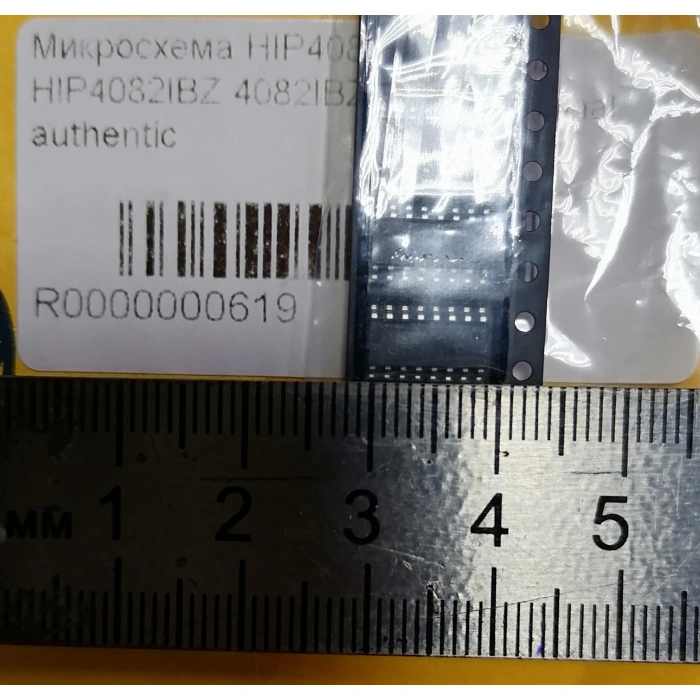 Микросхема HIP408
HIP4082IBZ 4082IBZ
authentic
R0000000619
мм 1 2 3 4 5